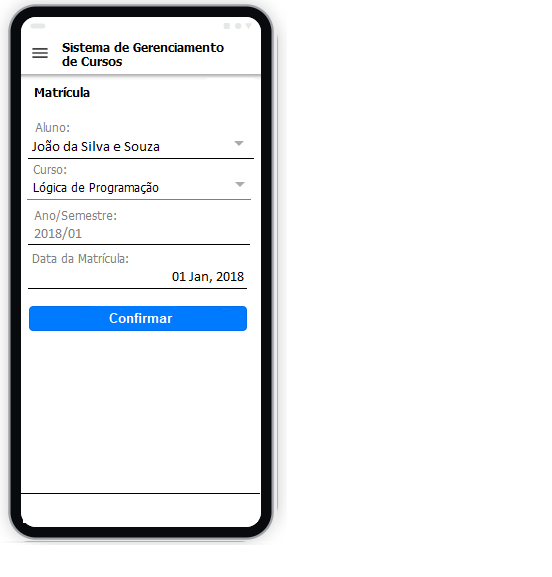 Sistema de Gerenciamento
de Cursos
Matrícula
Aluno:
João da Silva e Souza
Curso:
Lógica de Programação
Ano/Semestre:
2018/01
Data da Matrícula:
01 Jan, 2018
Confirmar